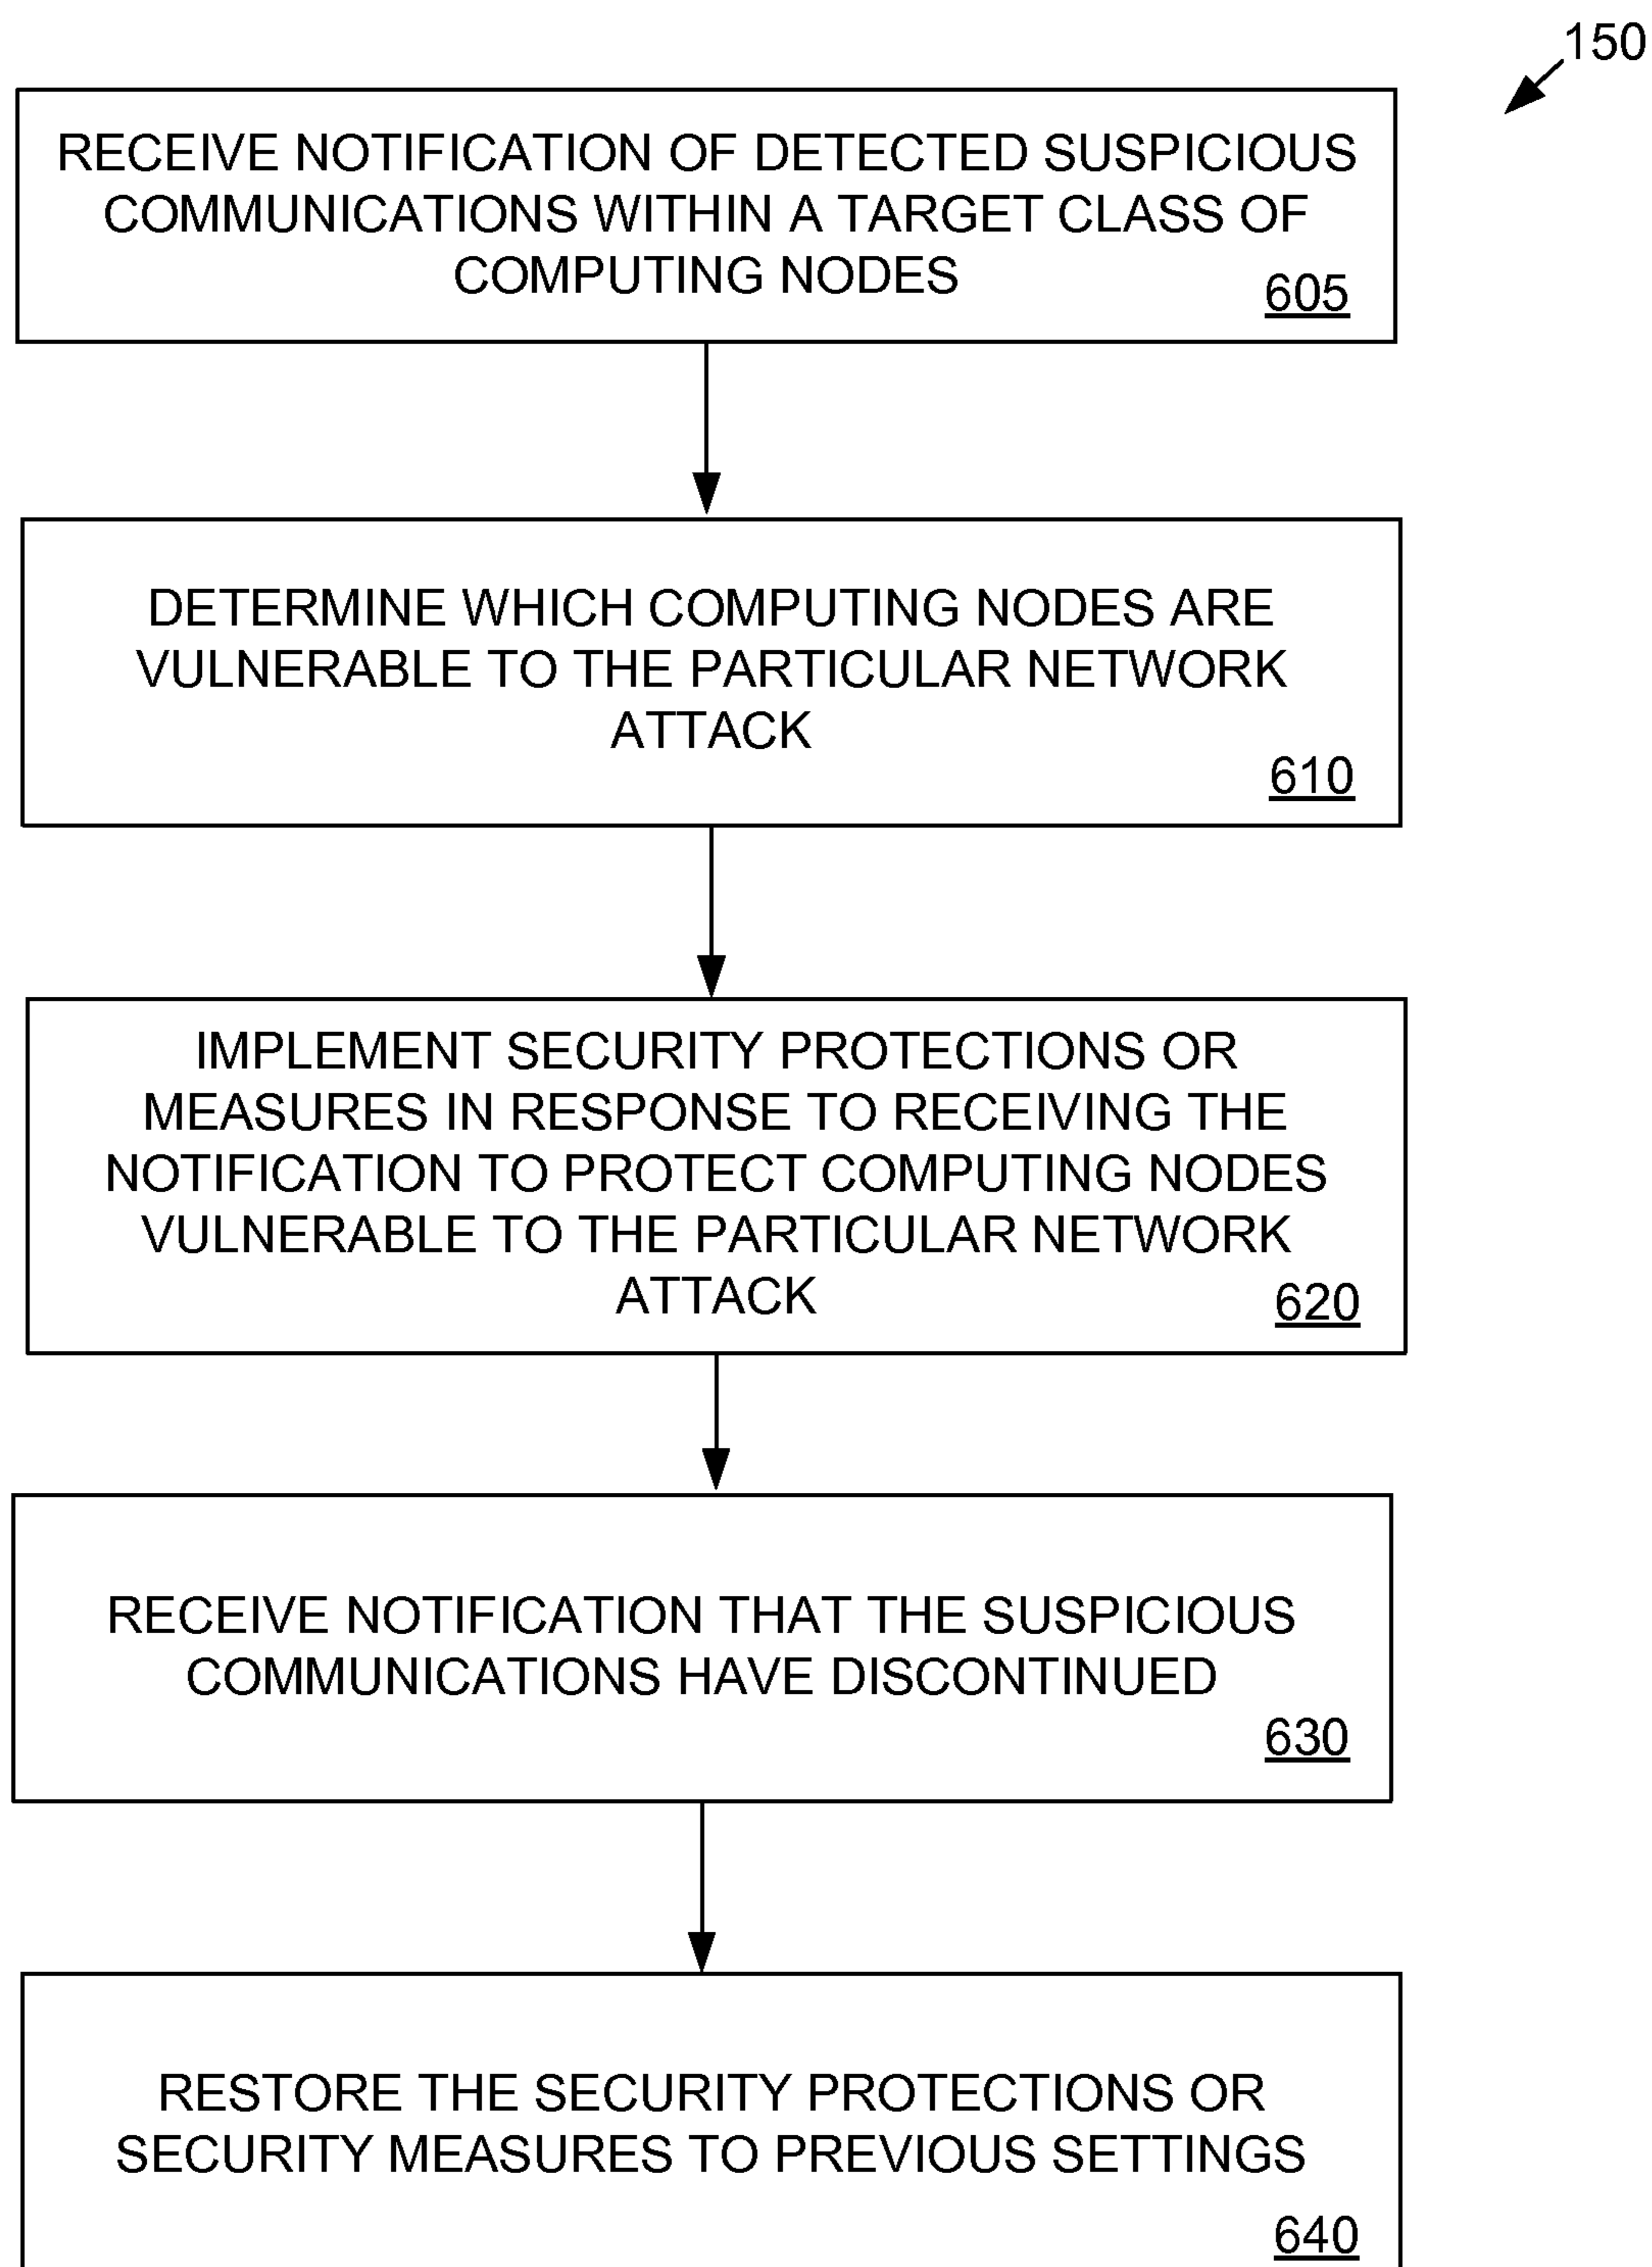 150
RECEIVE NOTIFICATION OF DETECTED SUSPICIOUS
COMMUNICATIONS WITHIN A TARGET CLASS OF
COMPUTING NODES
605
DETERMINE WHICH COMPUTING NODES ARE
VULNERABLE TO THE PARTICULAR NETWORK
ATTACK
610
IMPLEMENT SECURITY PROTECTIONS OR
MEASURES IN RESPONSE TO RECEIVING THE
NOTIFICATION TO PROTECT COMPUTING NODES
VULNERABLE TO THE PARTICULAR NETWORK
ATTACK
620
RECEIVE NOTIFICATION THAT THE SUSPICIOUS
COMMUNICATIONS HAVE DISCONTINUED
630
RESTORE THE SECURITY PROTECTIONS OR
SECURITY MEASURES TO PREVIOUS SETTINGS
640